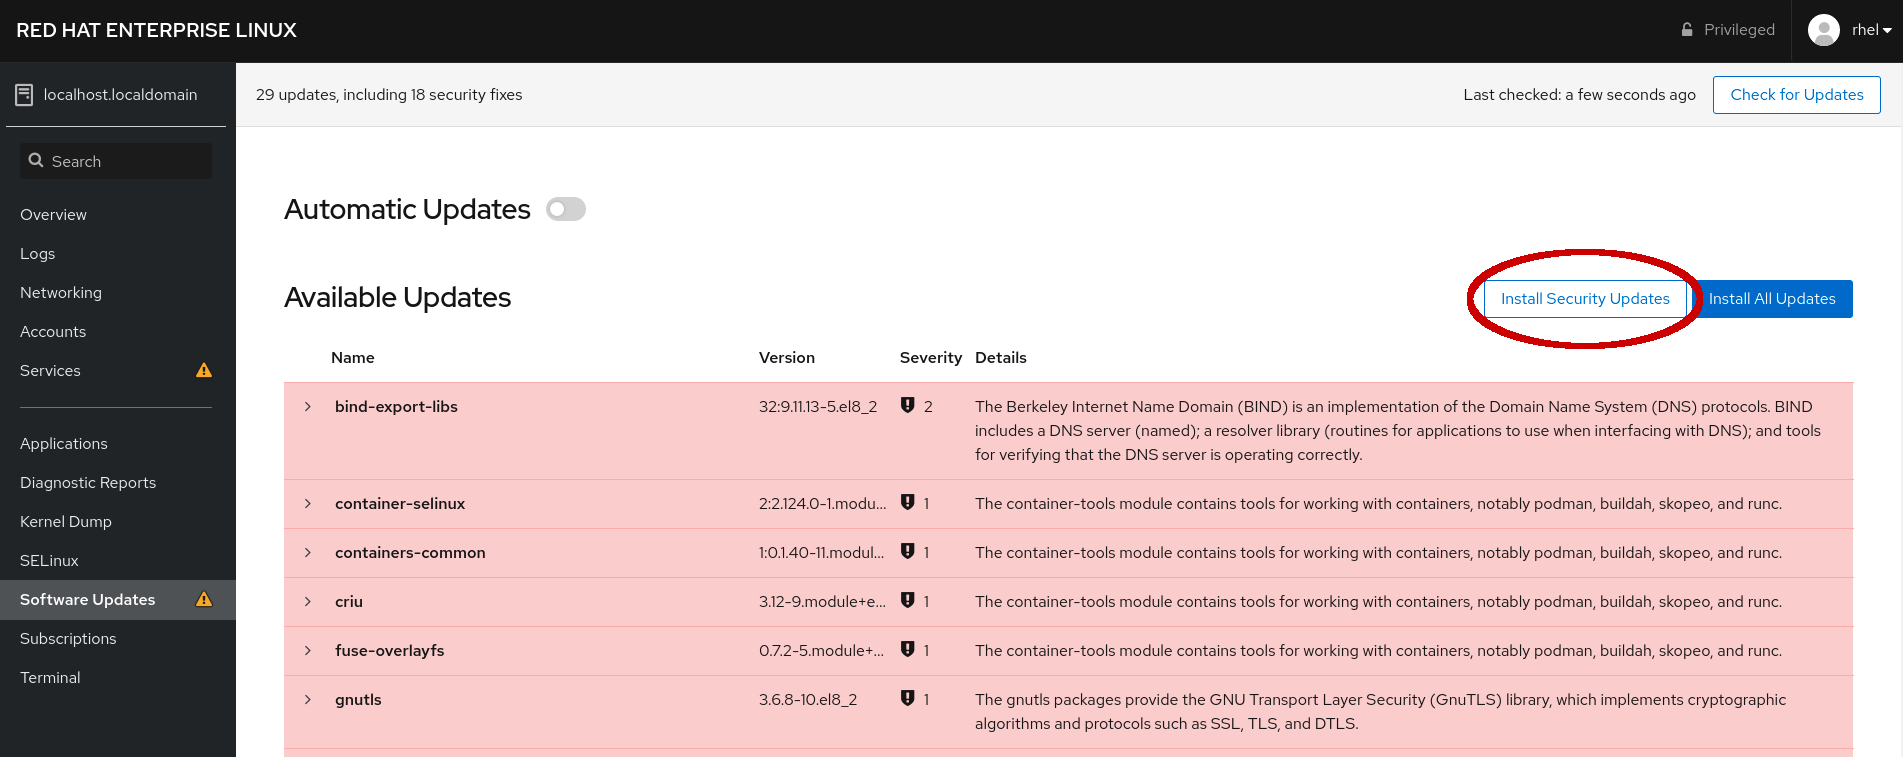 RED HAT ENTERPRISE LINUX
Privileged
rhel
localhost.localdomain
29 updates, including 18 security fixes
Last checked: a few seconds ago
Check for Updates
Search
Overview
Logs
Networking
Accounts
Services
Applications
Diagnostic Reports
Kernel Dump
SELinux
Software Updates
Subscriptions
Terminal
Automatic Updates
Available Updates
Install Security Updates
Install All Updates
Name Version Severity Details
bind-export-libs 32:9.11.13-5.el8_2 2 The Berkeley Internet Name Domain (BIND) is an implementation of the Domain Name System (DNS) protocols. BIND
includes a DNS server (named); a resolver library (routines for applications to use when interfacing with DNS); and tools
for verifying that the DNS server is operating correctly.
container-selinux 2:2.124.0-1.modu... 1 The container-tools module contains tools for working with containers, notably podman, buildah, skopeo, and runc.
containers-common 1:0.1.40-11.modul... 1 The container-tools module contains tools for working with containers, notably podman, buildah, skopeo, and runc.
criu 3.12-9.module+e... 1 The container-tools module contains tools for working with containers, notably podman, buildah, skopeo, and runc.
fuse-overlayfs 0.7.2-5.module+... 1 The container-tools module contains tools for working with containers, notably podman, buildah, skopeo, and runc.
gnutls 3.6.8-10.el8_2 1 The gnutls packages provide the GNU Transport Layer Security (GnuTLS) library, which implements cryptographic
algorithms and protocols such as SSL, TLS, and DTLS.